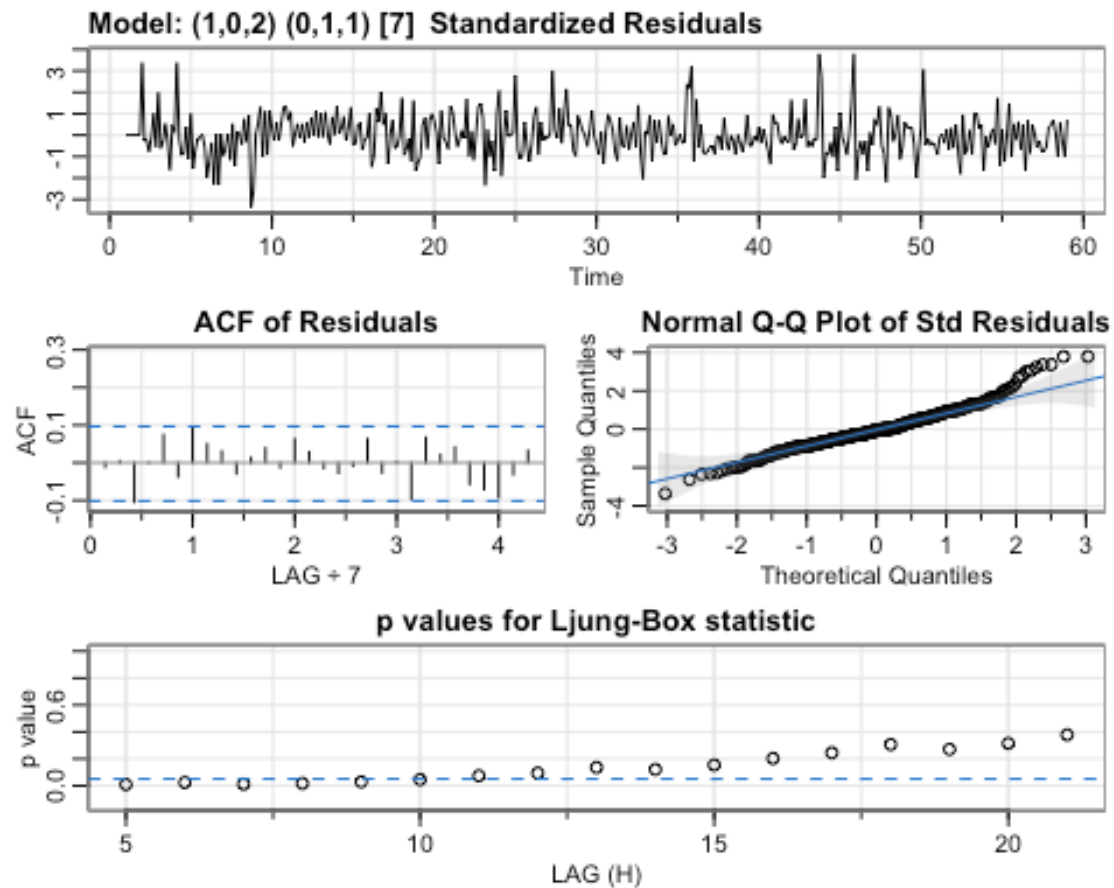 Model: (1,0,2) (0,1,1) [7] Standardized Residuals
3
1
-1
-3
0 10 20 30 40 50 60
Time
ACF of Residuals
ACF
0.3
0.1
-0.1
0 1 2 3 4
LAG ÷ 7
Normal Q-Q Plot of Std Residuals
Sample Quantiles
4
2
0
-4
-3 -2 -1 0 1 2 3
Theoretical Quantiles
p values for Ljung-Box statistic
p value
0.6
0.0
5 10 15 20
LAG (H)